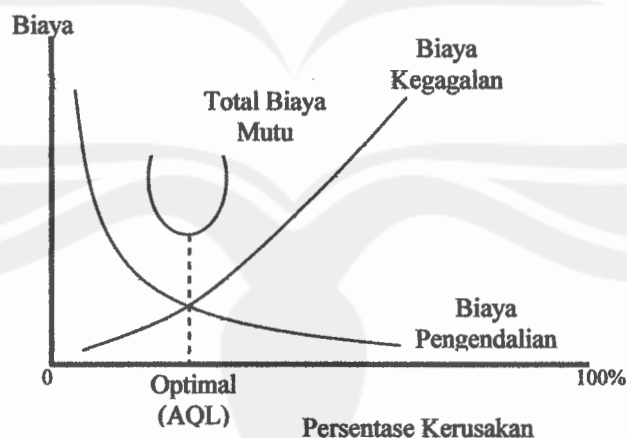 Biaya
Biaya
Kegagalan
Total Biaya
Mutu
Biaya
Pengendalian
0
Optimal
(AQL)
100%
Persentase Kerusakan